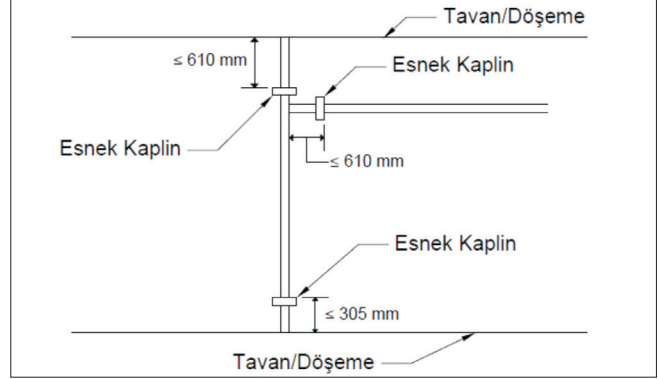 Tavan/Döşeme
≤ 610 mm
Esnek Kaplin
Esnek Kaplin
≤ 610 mm
Esnek Kaplin
≤ 305 mm
Tavan/Döşeme